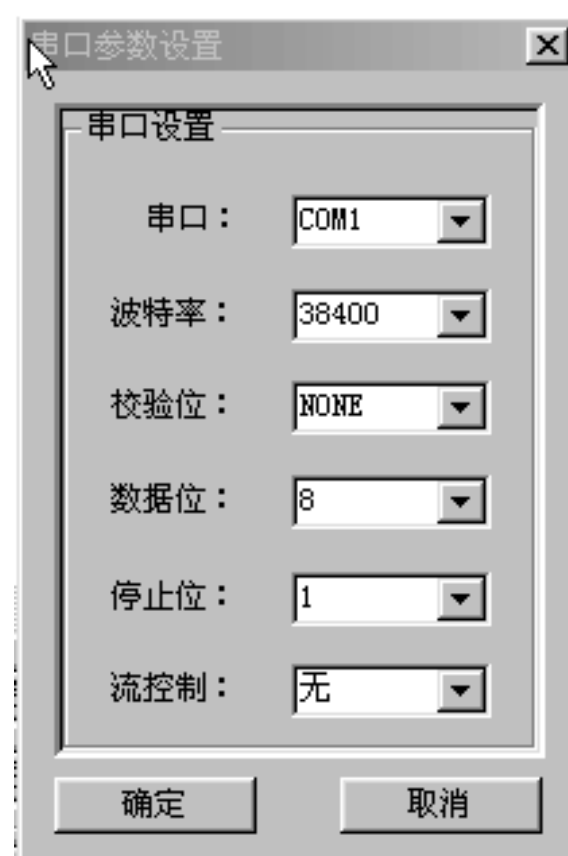 串口参数设置
串口设置
串口： COM1
波特率： 38400
校验位： NONE
数据位： 8
停止位： 1
流控制： 无
确定 取消